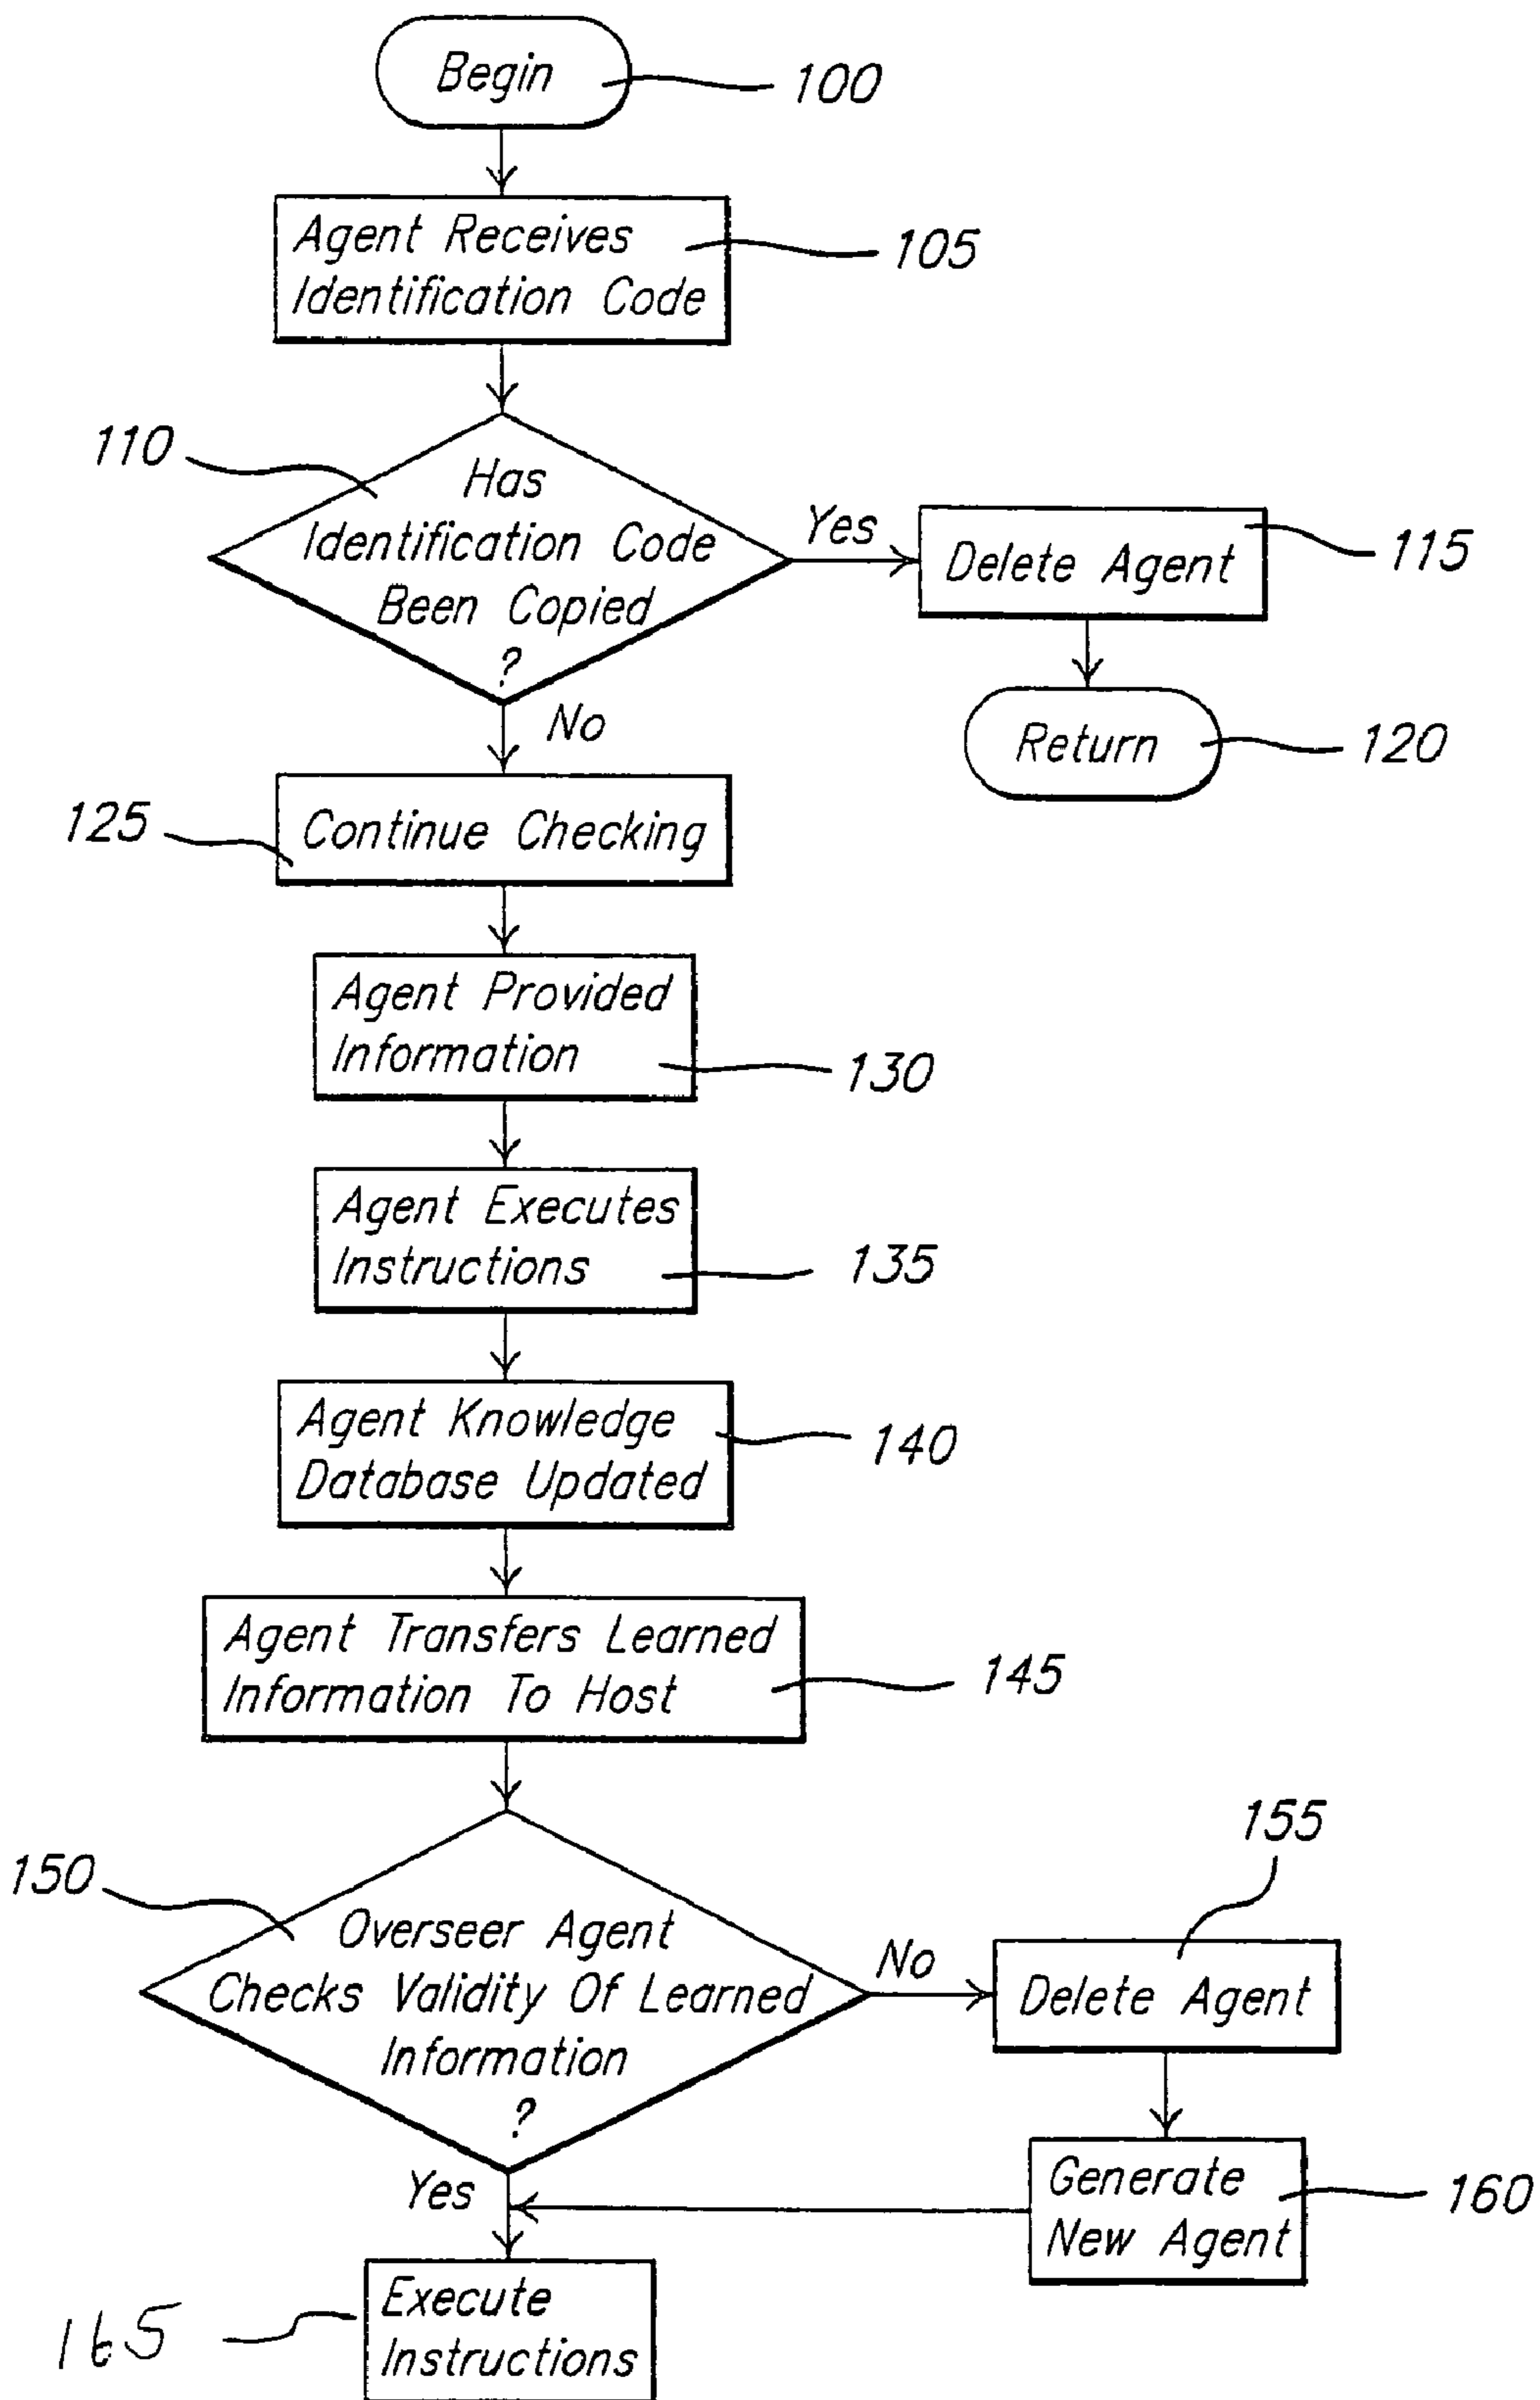 Begin
100
Agent Receives
Identification Code
105
110
Has
Identification Code
Been Copied
?
Yes
Delete Agent
115
Return
120
No
125
Continue Checking
Agent Provided
Information
130
Agent Executes
Instructions
135
Agent Knowledge
Database Updated
140
Agent Transfers Learned
Information To Host
145
150
Overseer Agent
Checks Validity Of Learned
Information
?
No
155
Delete Agent
Generate
New Agent
160
Yes
Execute
Instructions
165